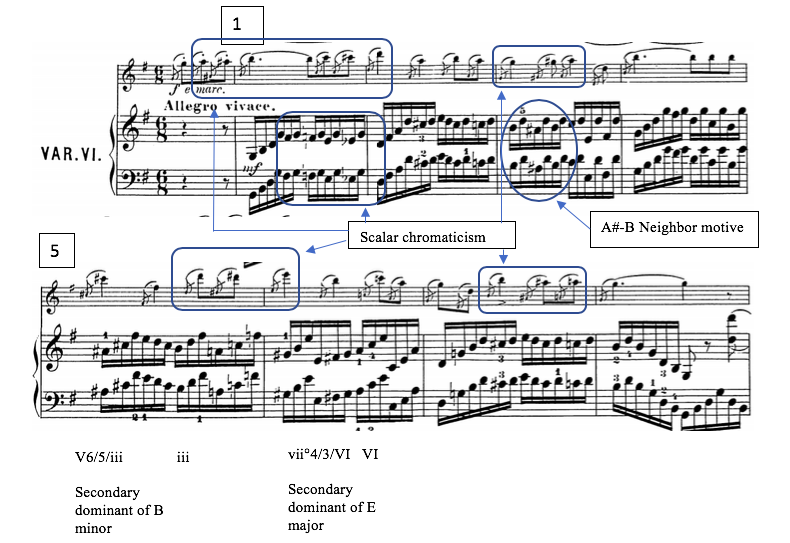 1
f e marc.
Allegro vivace.
VAR.VI.
mf
A#-B Neighbor motive
Scalar chromaticism
5
V6/5/iii iii vii°4/3/VI VI
Secondary dominant of B minor
Secondary dominant of E major